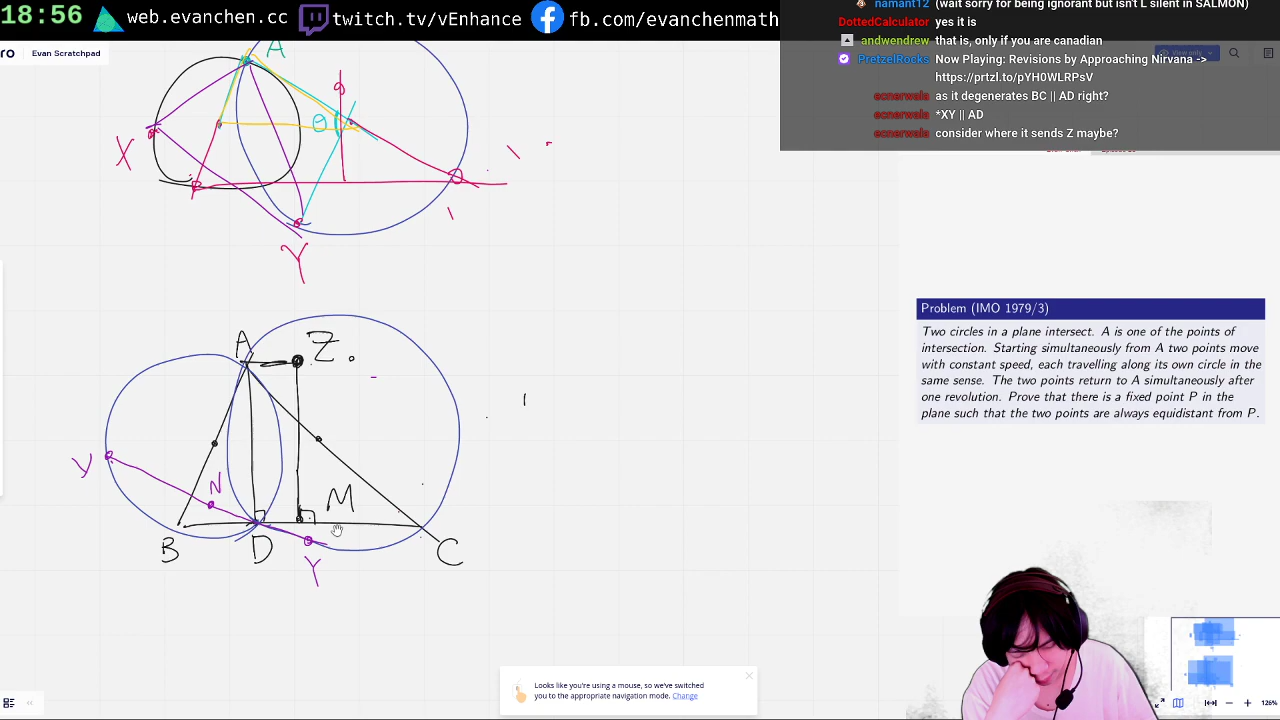 18:56
web.evanchen.cc
twitch.tv/vEnhance
fb.com/evanchenmath
namant12 (wait sorry for being ignorant but isn't L silent in SALMON)
DottedCalculator yes it is
andwendrew that is, only if you are canadian
PretzelRocks Now Playing: Revisions by Approaching Nirvana ->
https://prtzl.to/pYH0WLRPsV
ecnerwala as it degenerates BC || AD right?
ecnerwala *XY || AD
ecnerwala consider where it sends Z maybe?
ro Evan Scratchpad
View only
A
X
Y
A
Z
Y
N
M
B
D
Y
C
Problem (IMO 1979/3)
Two circles in a plane intersect. A is one of the points of
intersection. Starting simultaneously from A two points move
with constant speed, each travelling along its own circle in the
same sense. The two points return to A simultaneously after
one revolution. Prove that there is a fixed point P in the
plane such that the two points are always equidistant from P.
Looks like you're using a mouse, so we've switched
you to the appropriate navigation mode. Change
126%